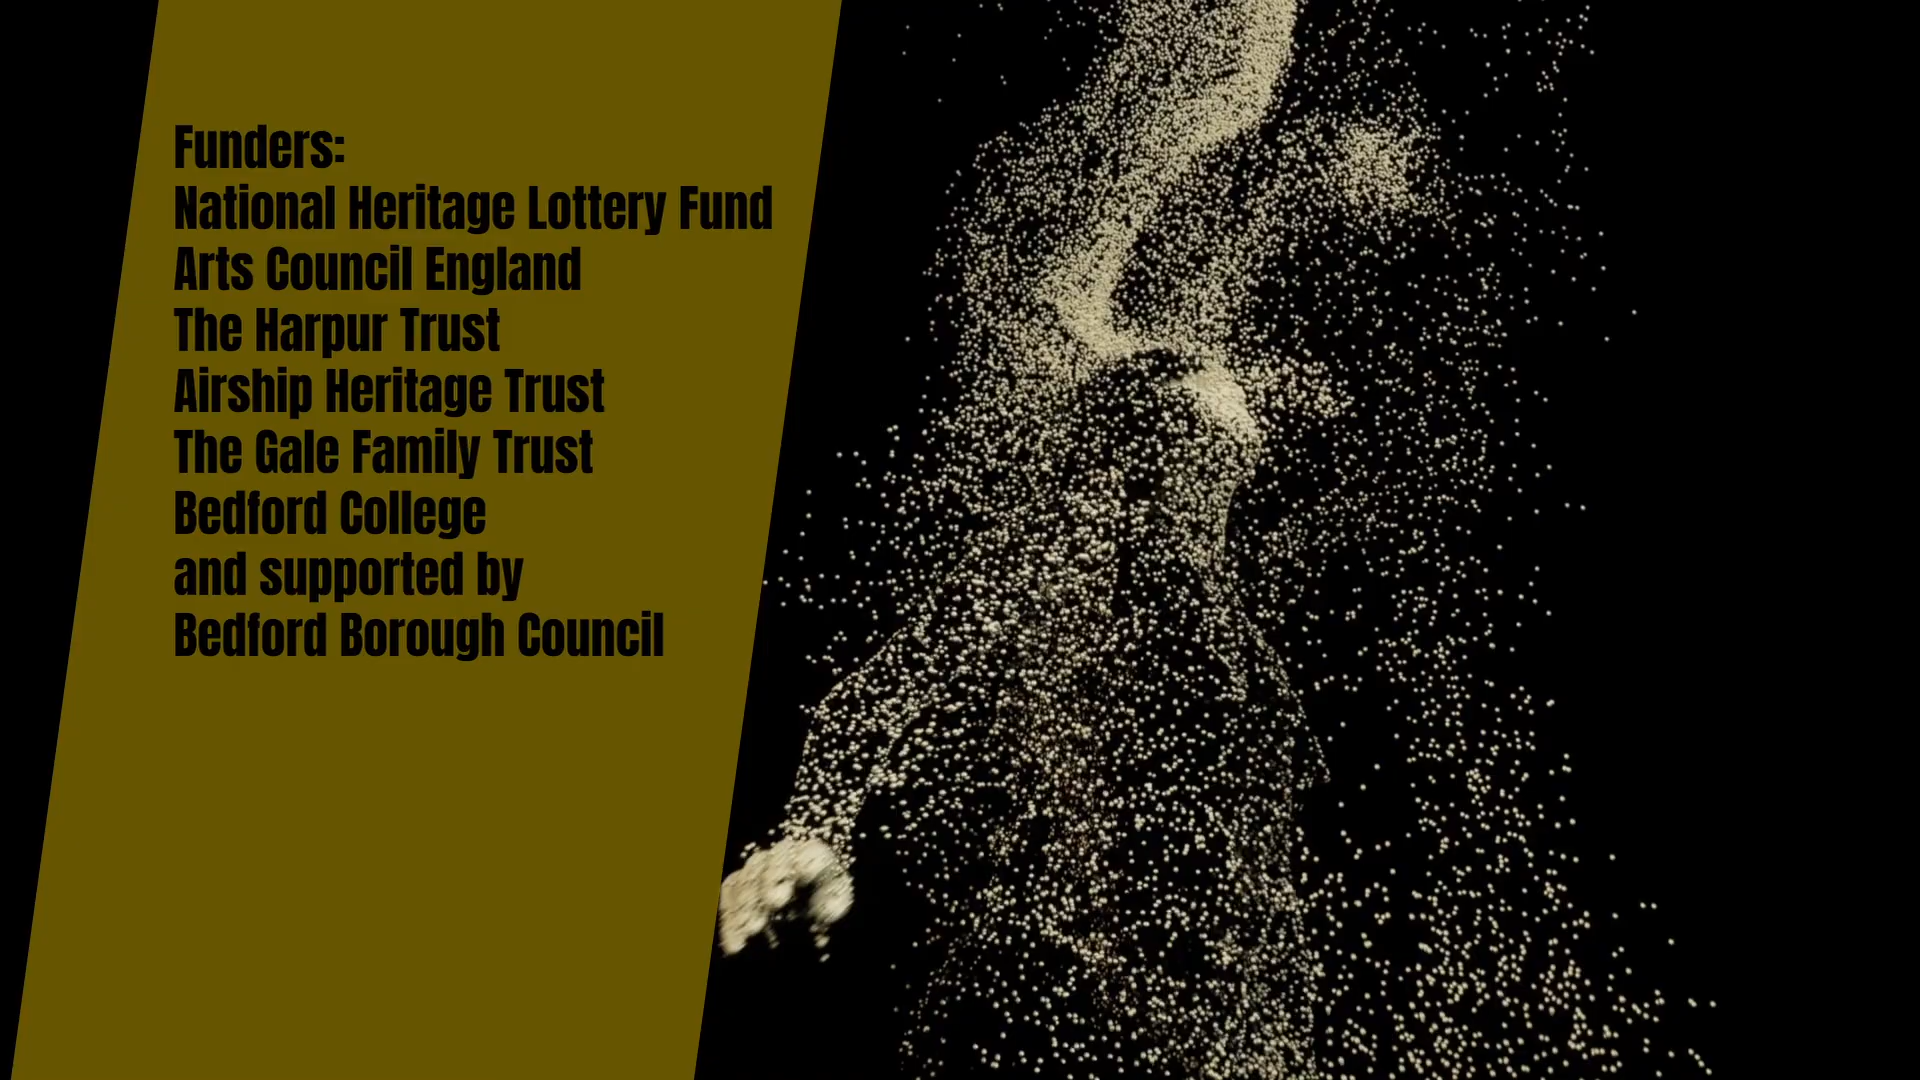 Funders:
National Heritage Lottery Fund
Arts Council England
The Harpur Trust
Airship Heritage Trust
The Gale Family Trust
Bedford College
and supported by
Bedford Borough Council